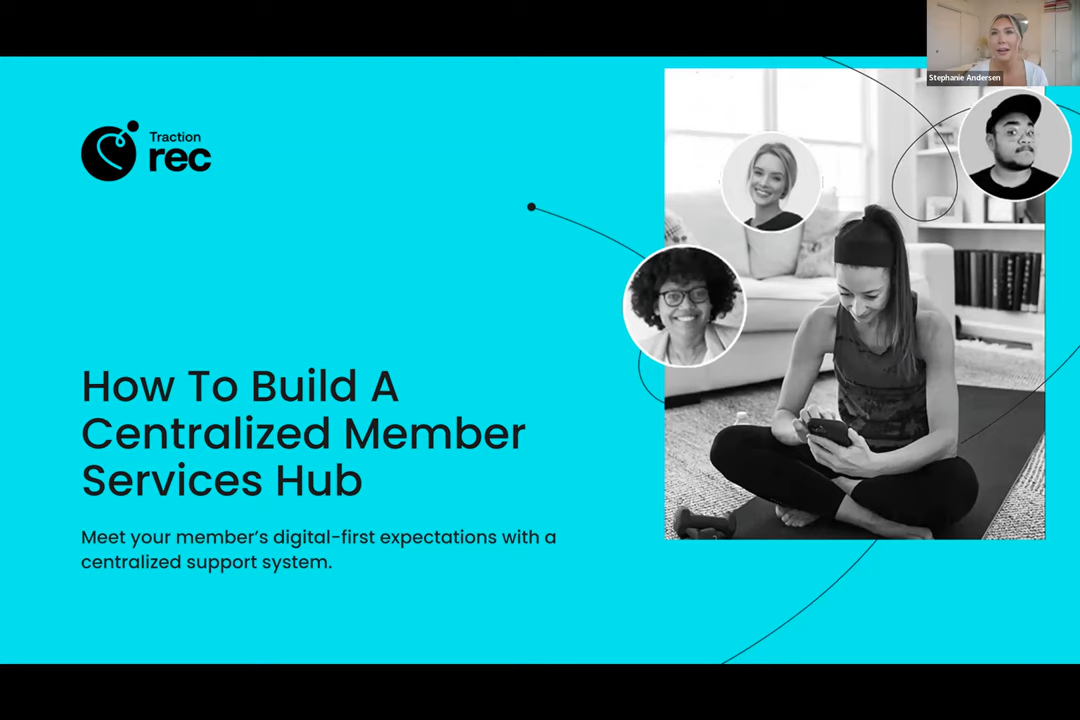 Stephanie Andersen
Traction
rec
How To Build A
Centralized Member
Services Hub
Meet your member's digital-first expectations with a
centralized support system.